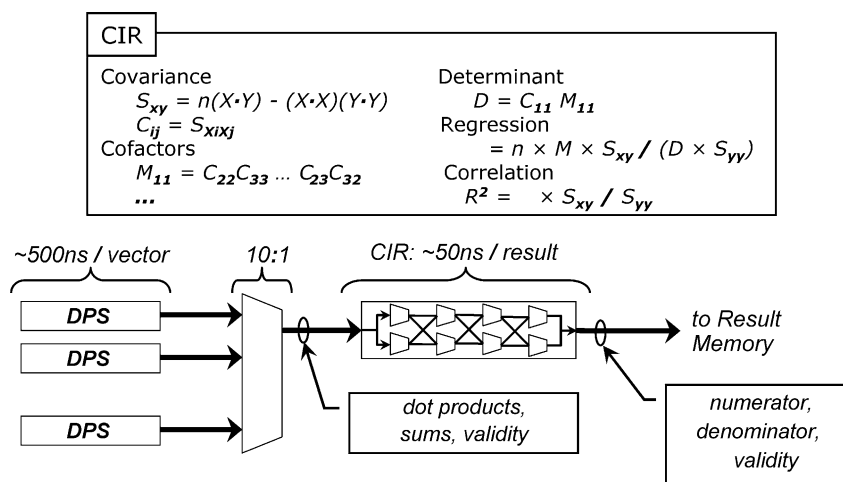 CIR
Covariance
Sxy = n(X·Y) - (X·X)(Y·Y)
Cij = SXiXj
Cofactors
M11 = C22C33 ... C23C32
...
Determinant
D = C11 M11
Regression
= n × M × Sxy / (D × Syy)
Correlation
R2 = × Sxy / Syy
~500ns / vector
10:1
CIR: ~50ns / result
DPS
DPS
DPS
to Result
Memory
dot products,
sums, validity
numerator,
denominator,
validity